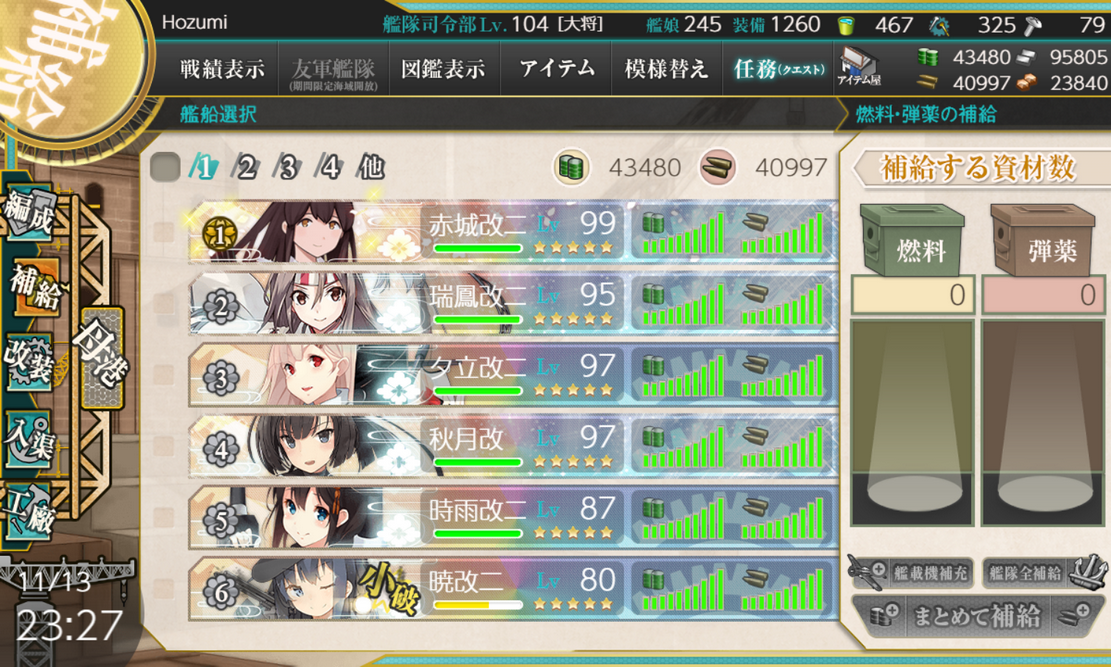 補給
Hozumi
艦隊司令部Lv. 104 [大将]
艦娘 245 装備 1260
467
325
79
戦績表示
友軍艦隊
(期間限定海域開放)
図鑑表示
アイテム
模様替え
任務(クエスト)
アイテム屋
43480
95805
40997
23840
艦船選択
燃料・弾薬の補給
1 2 3 4 他
43480
40997
補給する資材数
燃料
弾薬
0
0
編成
補給
改装
入渠
工廠
母港
1 赤城改二 Lv 99
2 瑞鳳改二 Lv 95
3 夕立改二 Lv 97
4 秋月改 Lv 97
5 時雨改二 Lv 87
6 小破 暁改二 Lv 80
艦載機補充
艦隊全補給
まとめて補給
11/13
23:27